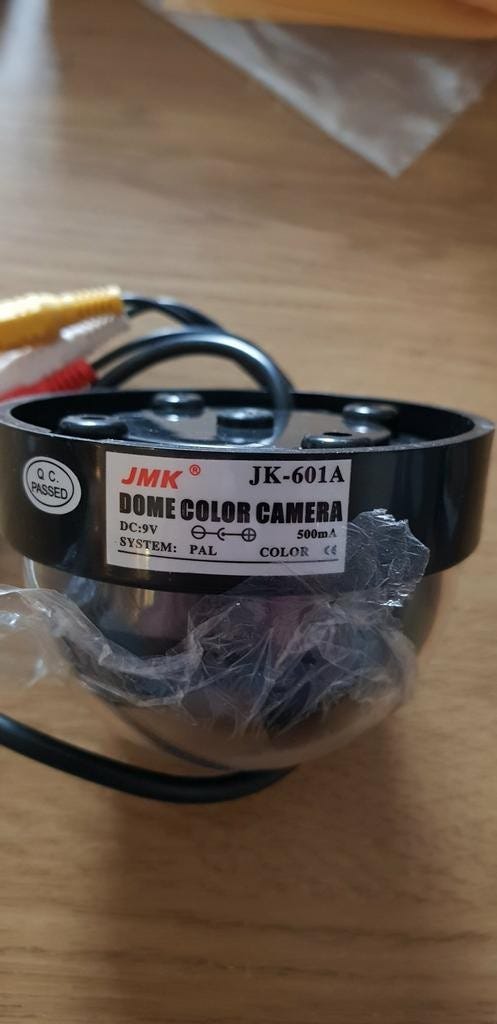 Q C.
PASSED
JMK ® JK-601A
DOME COLOR CAMERA
DC:9V 500mA
SYSTEM: PAL COLOR CE